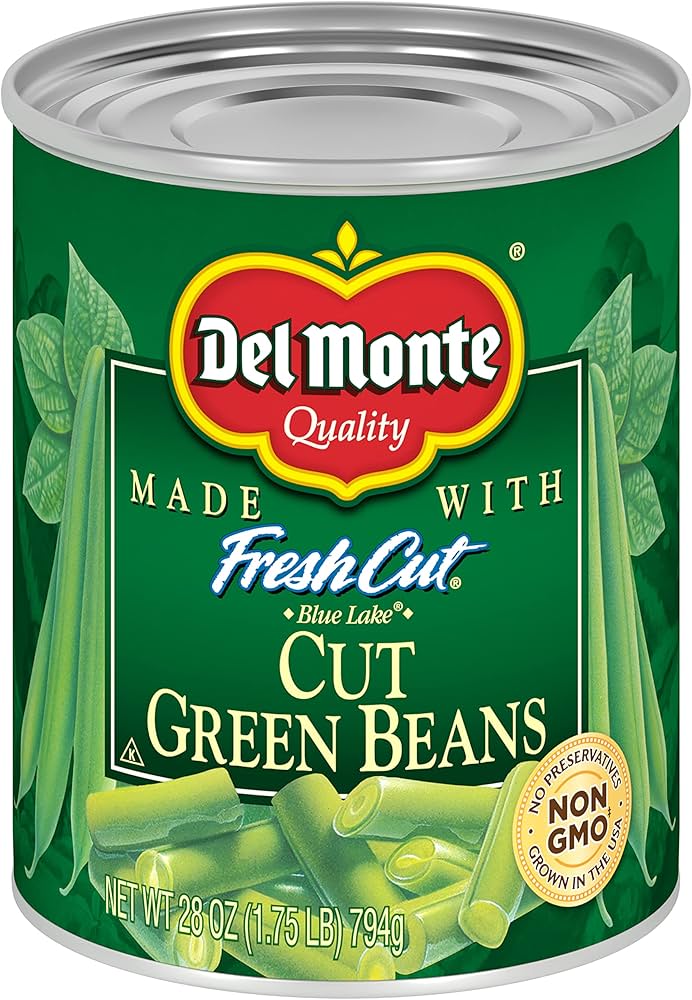 ®
Del Monte
Quality
MADE WITH
Fresh Cut®
Blue Lake®
CUT
GREEN BEANS
K
NO PRESERVATIVES
NON
GMO+
GROWN IN THE USA
NET WT 28 OZ (1.75 LB) 794g